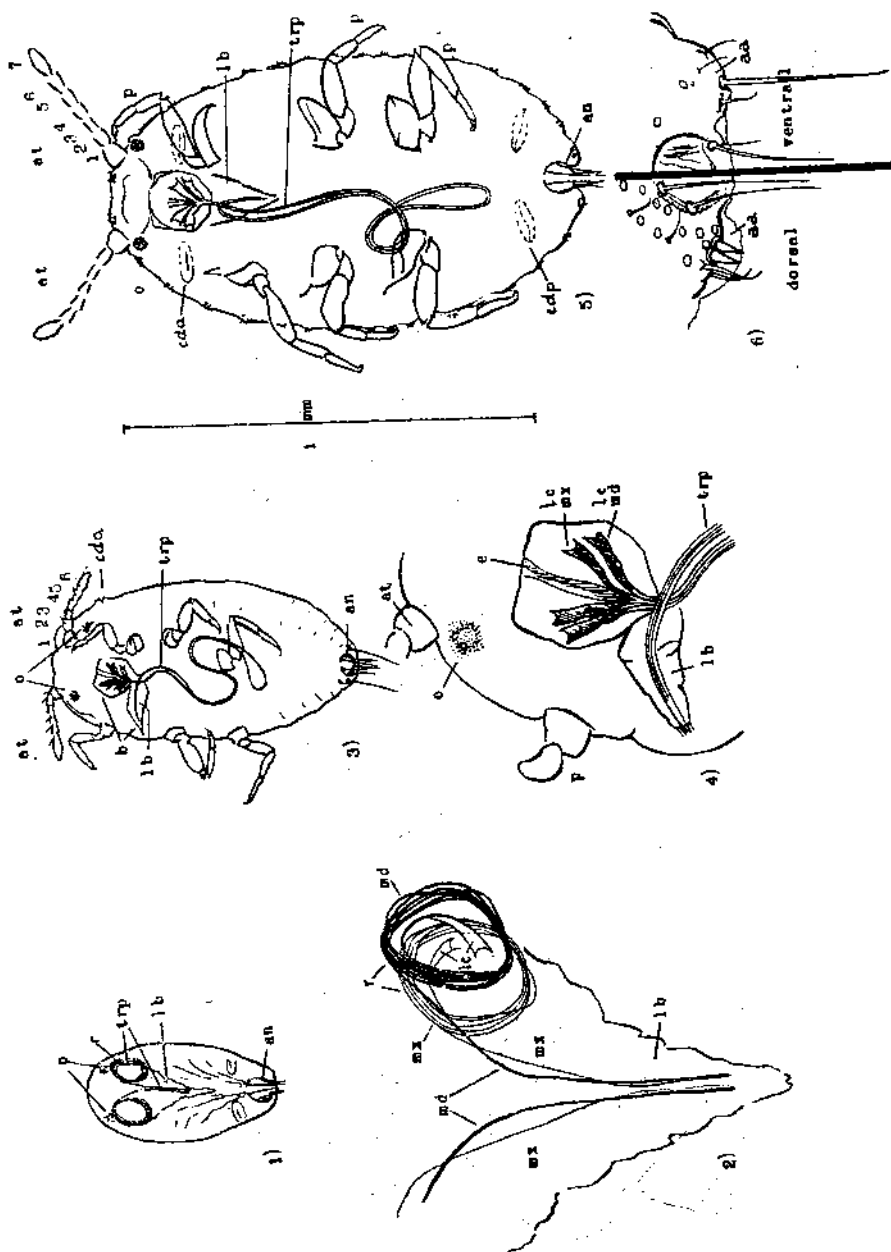 o
r
trp
lb
an
1)
md
r
lc
mx
mx
md
mx
lb
2)
at
at
o
1 2 3 4 5 6
cda
trp
b
lb
an
3)
at
o
p
e
lc
mx
lc
md
trp
lb
4)
1 mm
at
at
1 2 3 4 5 6 7
o
p
cda
lb
trp
p
p
cdp
an
5)
aa
aa
dorsal
ventrall
6)